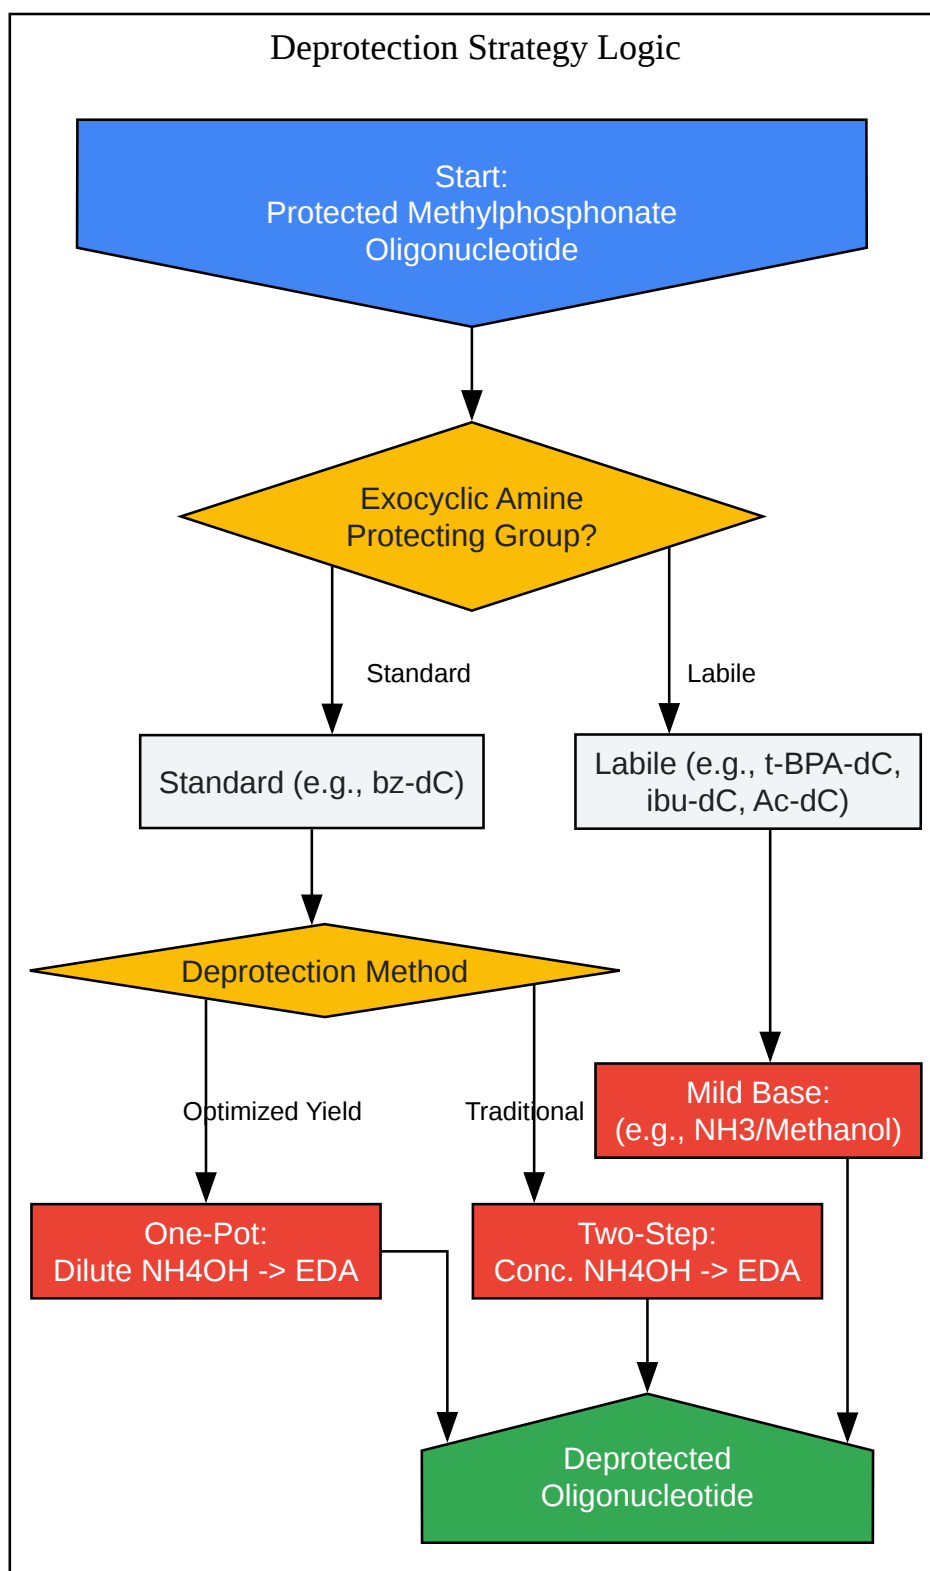 Deprotection Strategy Logic
Start:
Protected Methylphosphonate
Oligonucleotide
Exocyclic Amine
Protecting Group?
Standard
Labile
Standard (e.g., bz-dC)
Labile (e.g., t-BPA-dC,
ibu-dC, Ac-dC)
Deprotection Method
Optimized Yield
Traditional
Mild Base:
(e.g., NH3/Methanol)
One-Pot:
Dilute NH4OH -> EDA
Two-Step:
Conc. NH4OH -> EDA
Deprotected
Oligonucleotide